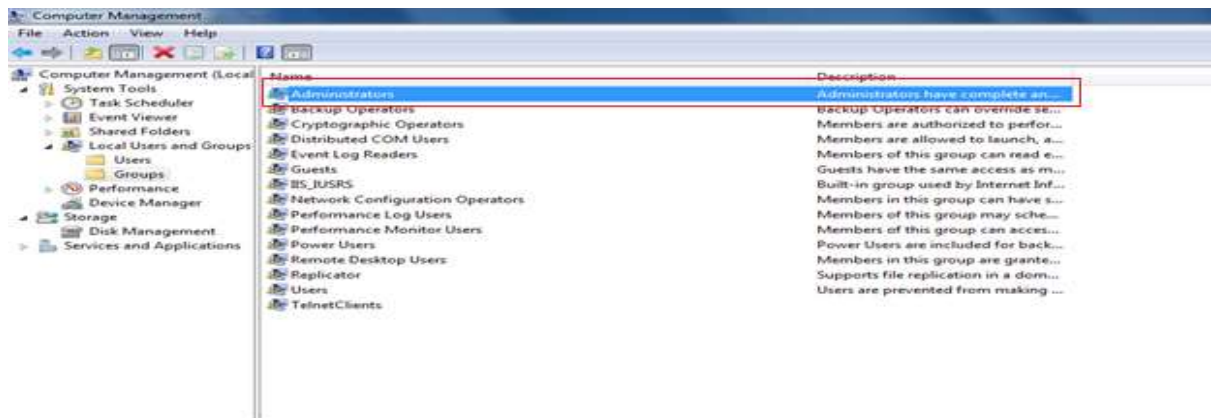 Computer Management
File Action View Help
Computer Management (Local
System Tools
Task Scheduler
Event Viewer
Shared Folders
Local Users and Groups
Users
Groups
Performance
Device Manager
Storage
Disk Management
Services and Applications
Name Description
Administrators Administrators have complete an...
Backup Operators Backup Operators can override se...
Cryptographic Operators Members are authorized to perfor...
Distributed COM Users Members are allowed to launch, a...
Event Log Readers Members of this group can read e...
Guests Guests have the same access as m...
IIS_IUSRS Built-in group used by Internet Inf...
Network Configuration Operators Members in this group can have s...
Performance Log Users Members of this group may sche...
Performance Monitor Users Members of this group can acces...
Power Users Power Users are included for back...
Remote Desktop Users Members in this group are grante...
Replicator Supports file replication in a dom...
Users Users are prevented from making ...
TelnetClients